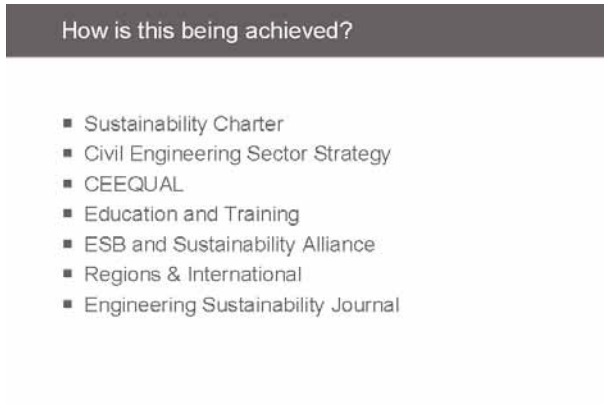 How is this being achieved?
■ Sustainability Charter
■ Civil Engineering Sector Strategy
■ CEEQUAL
■ Education and Training
■ ESB and Sustainability Alliance
■ Regions & International
■ Engineering Sustainability Journal